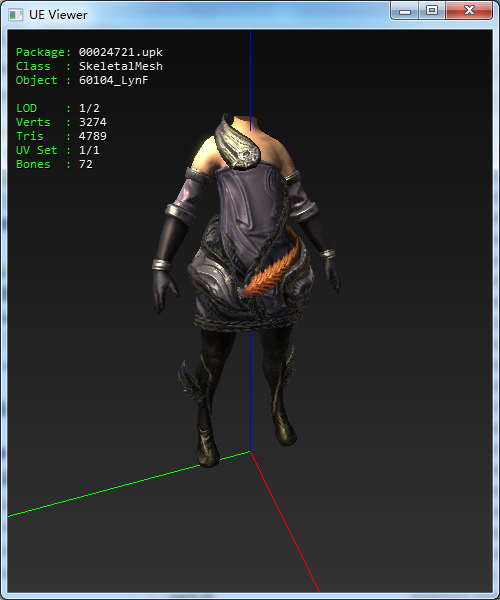 UE Viewer
Package: 00024721.upk
Class  : SkeletalMesh
Object : 60104_LynF
LOD    : 1/2
Verts  : 3274
Tris   : 4789
UV Set : 1/1
Bones  : 72